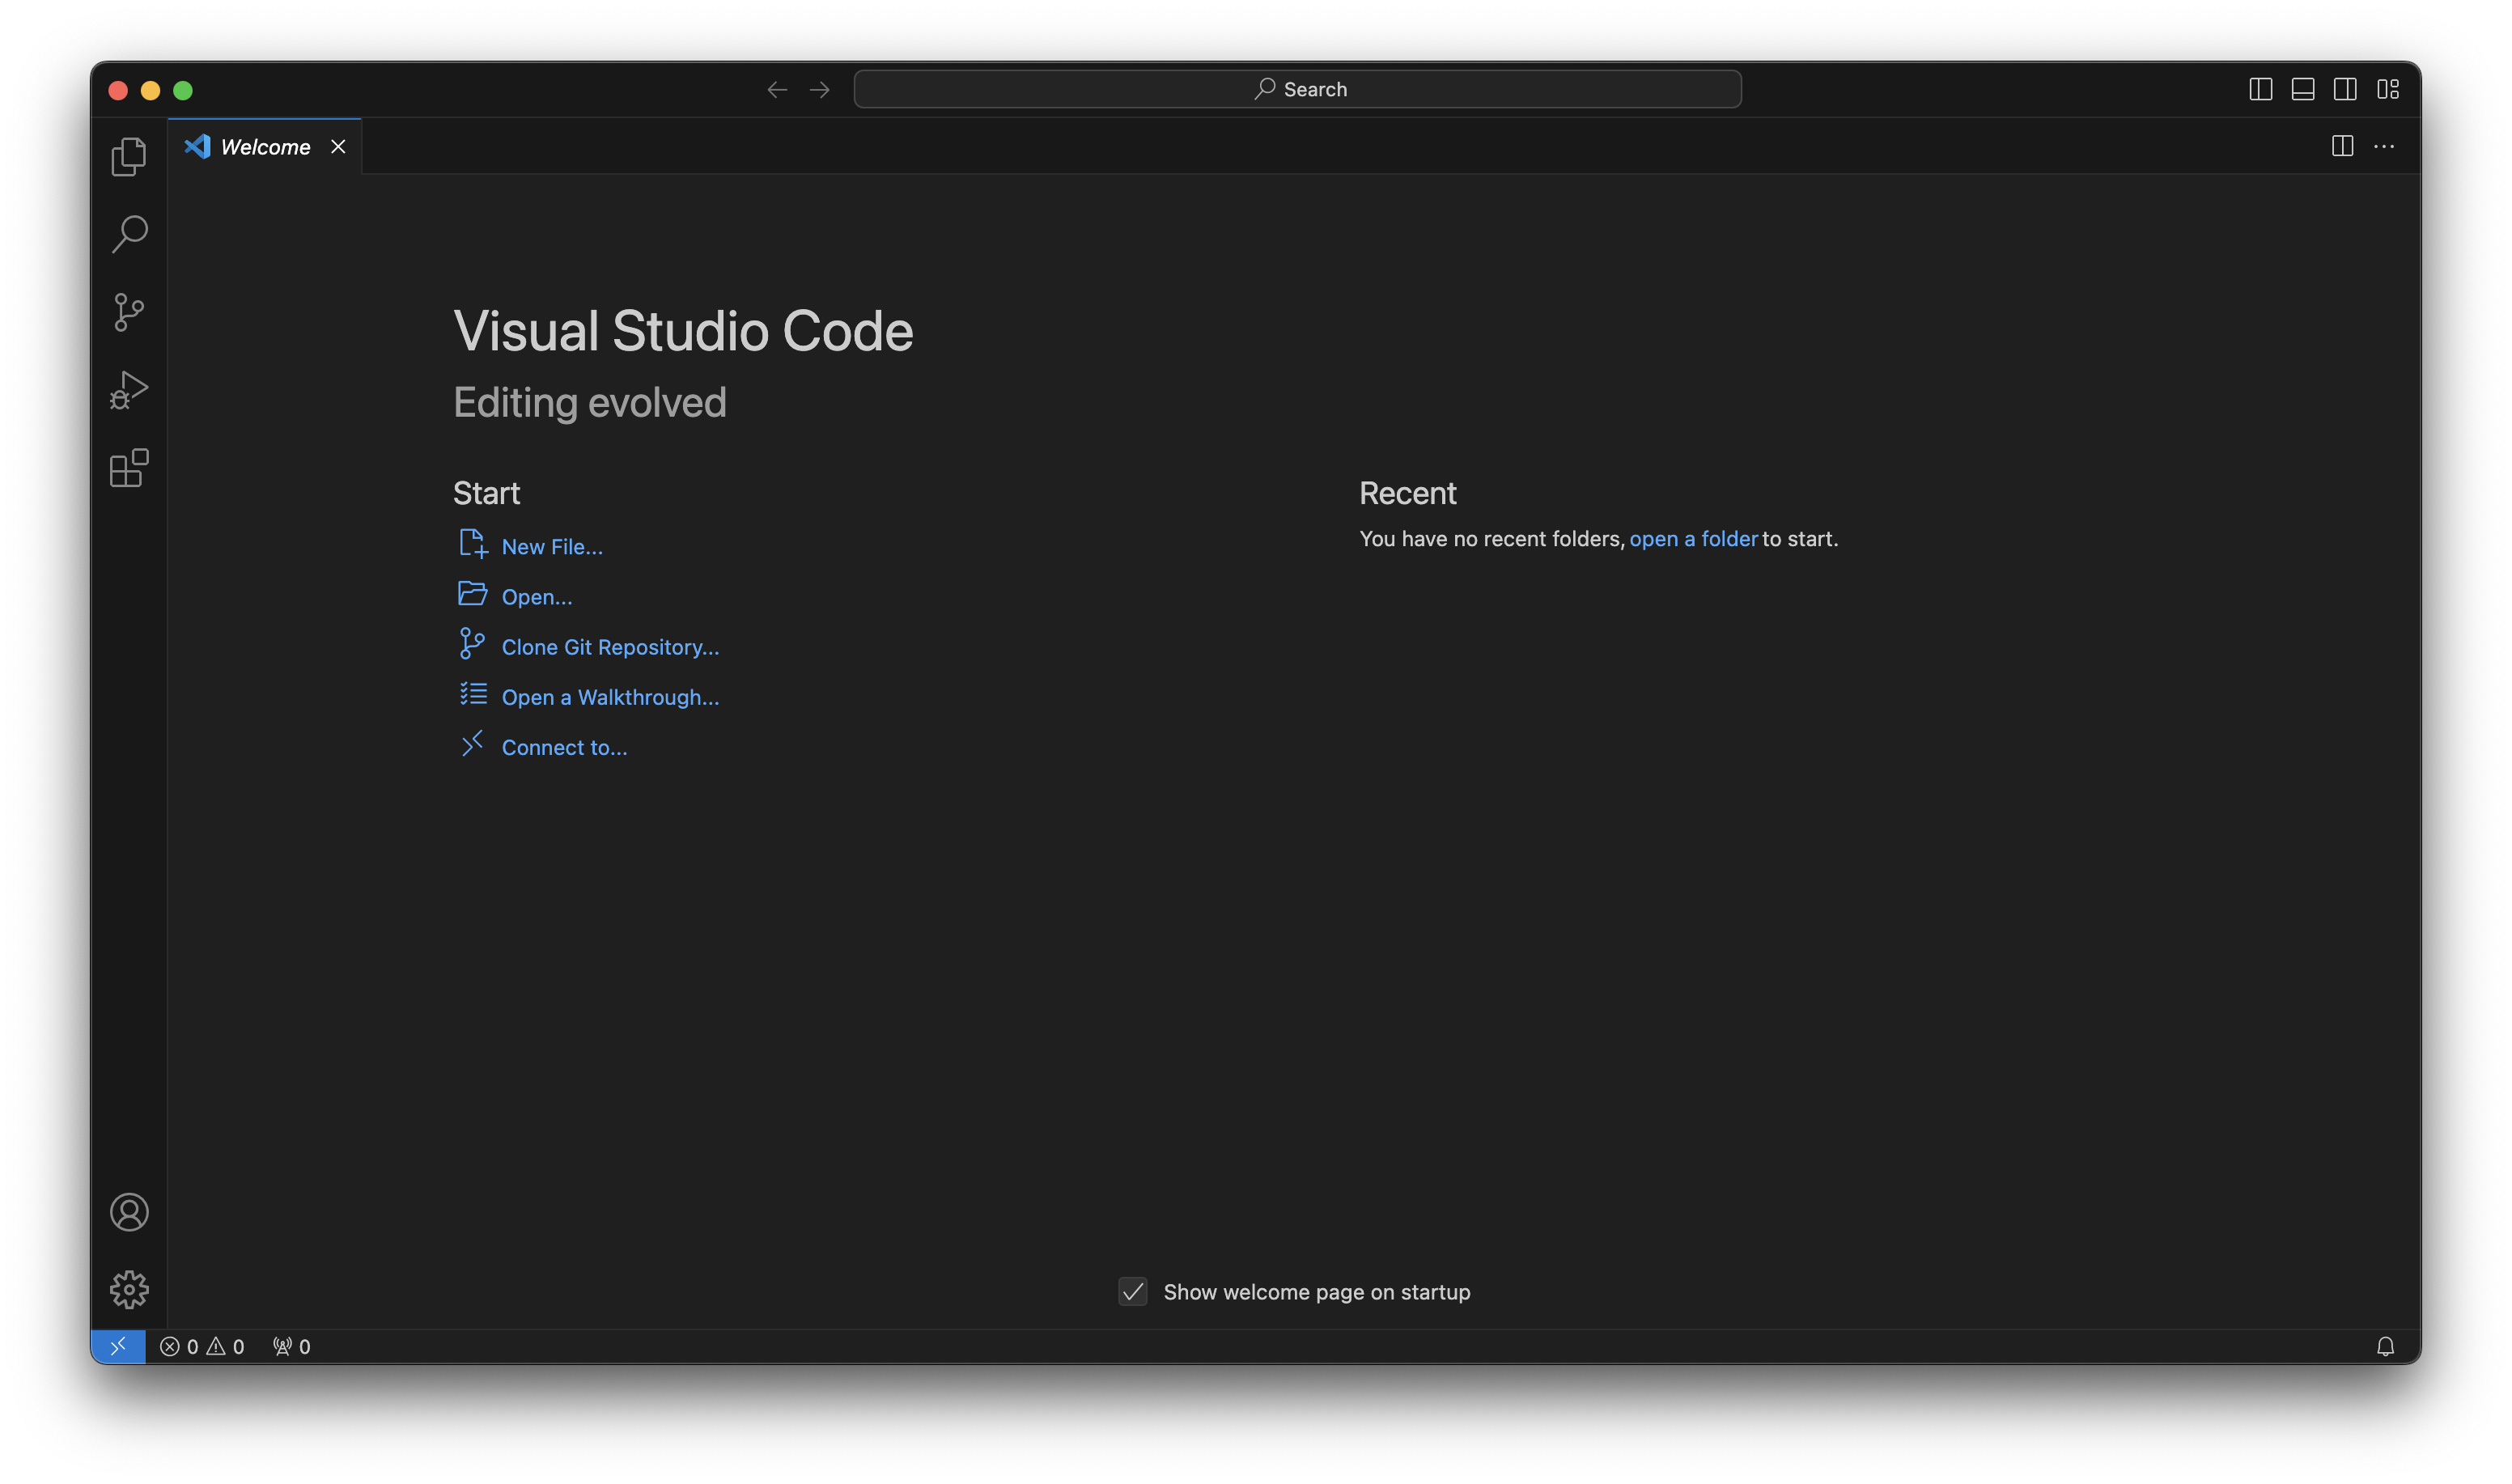 Search
Welcome
Visual Studio Code
Editing evolved
Start
New File...
Open...
Clone Git Repository...
Open a Walkthrough...
Connect to...
Recent
You have no recent folders, open a folder to start.
Show welcome page on startup
0 0 0